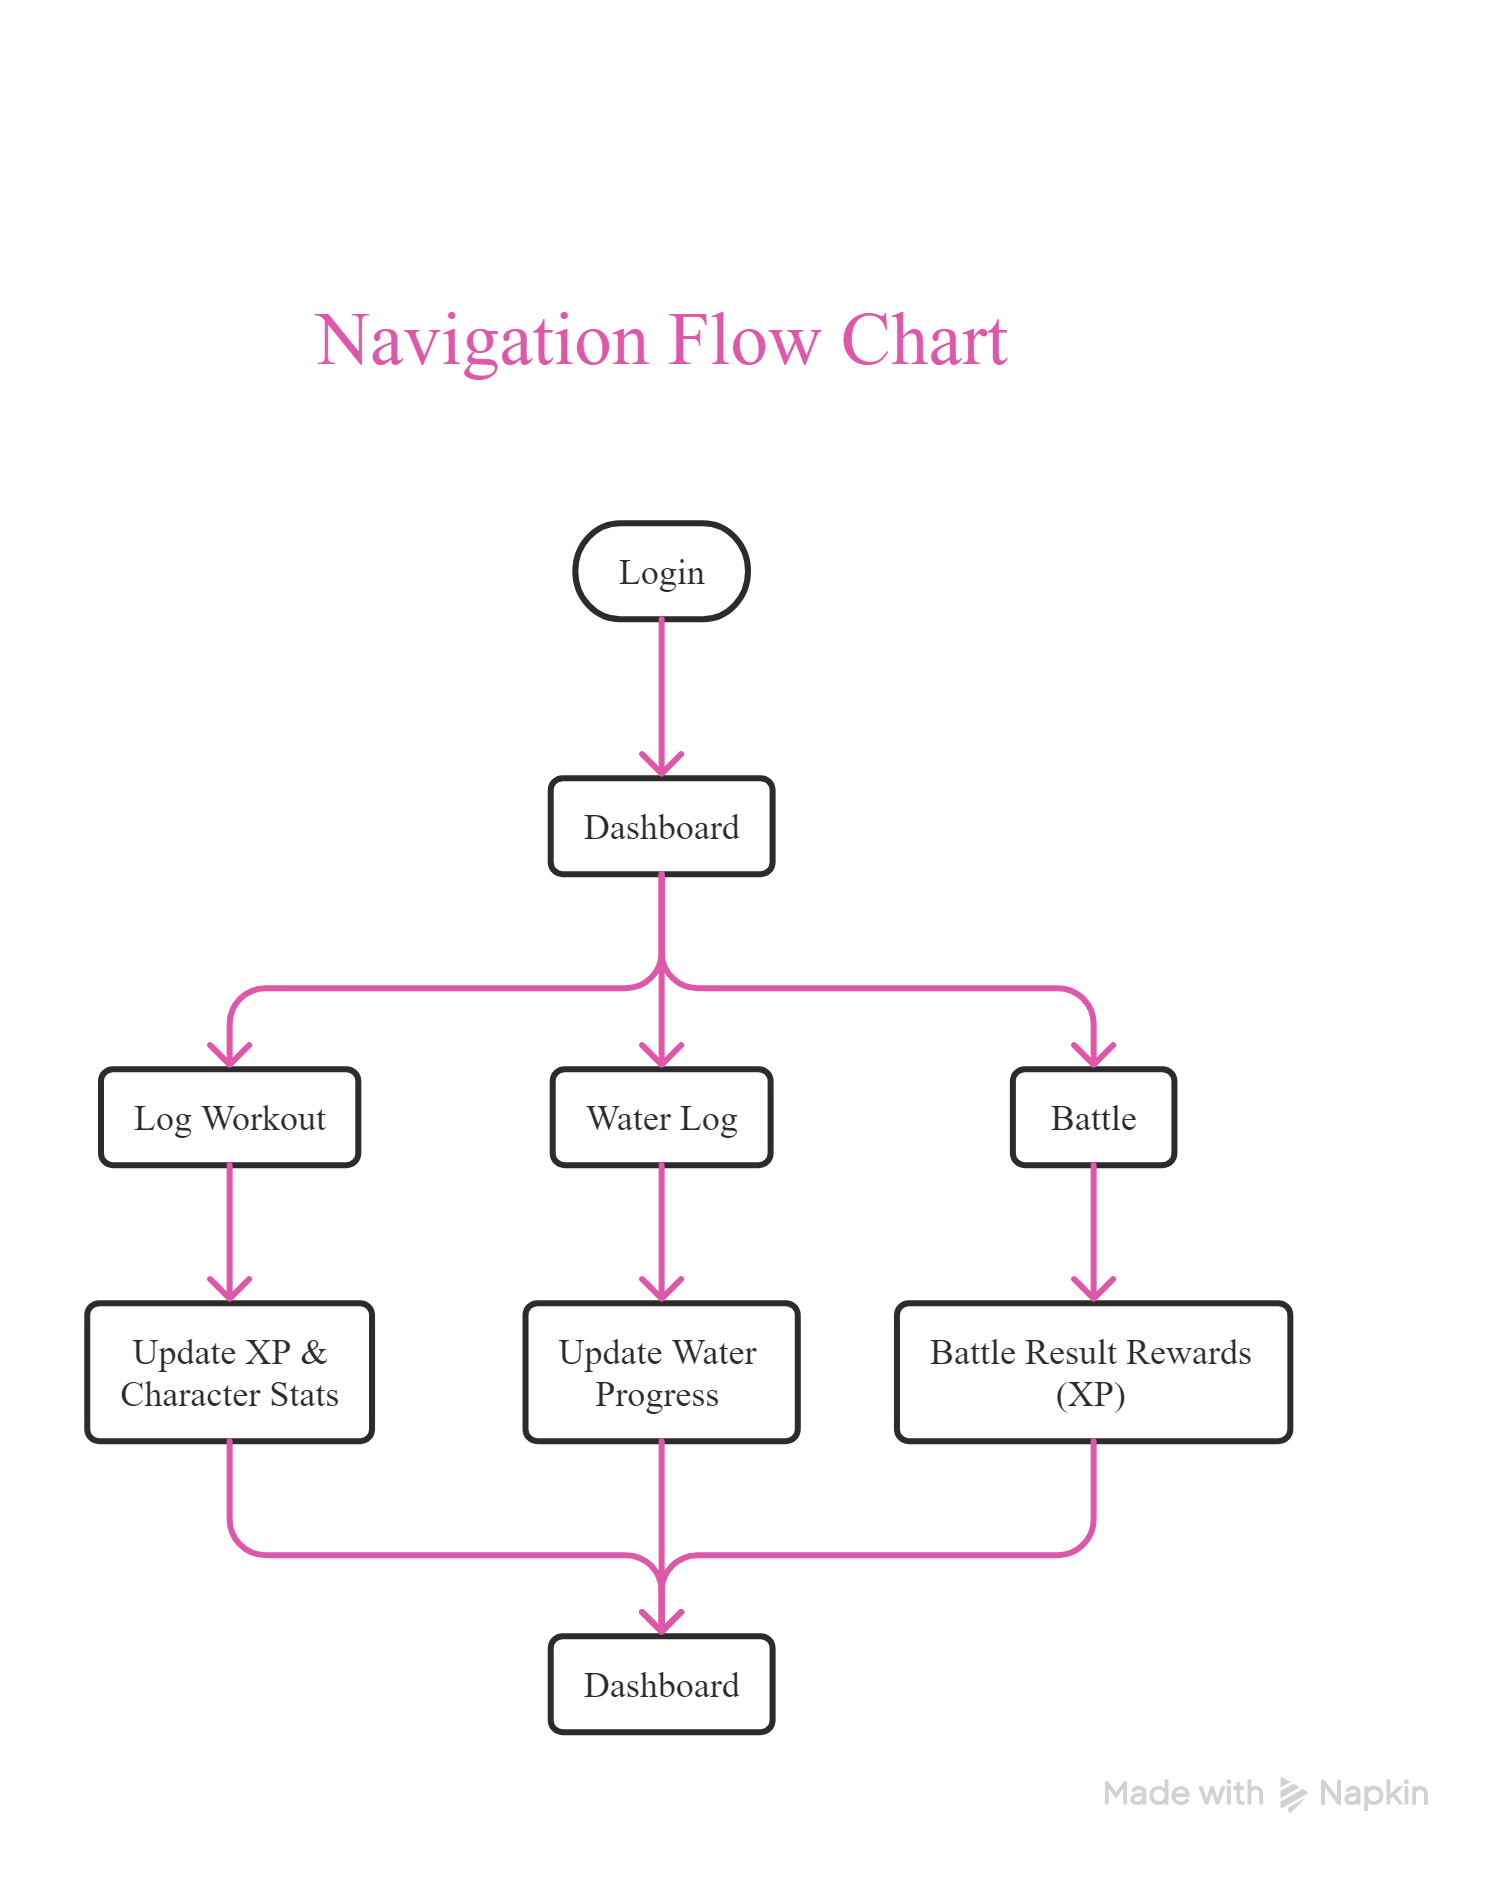 Navigation Flow Chart
Login
Dashboard
Log Workout
Water Log
Battle
Update XP &
Character Stats
Update Water
Progress
Battle Result Rewards
(XP)
Dashboard
Made with Napkin